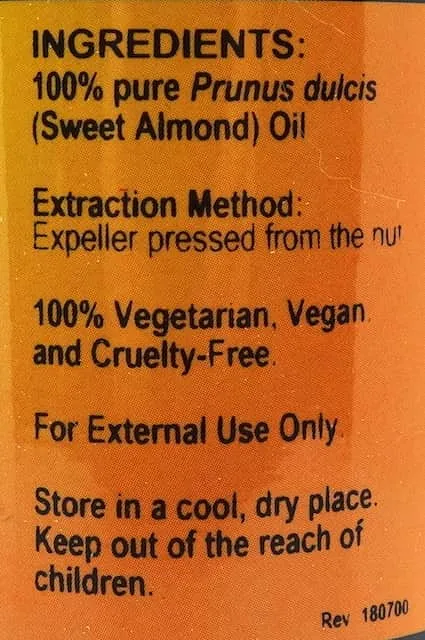 INGREDIENTS:
100% pure Prunus dulcis
(Sweet Almond) Oil
Extraction Method:
Expeller pressed from the nut
100% Vegetarian, Vegan
and Cruelty-Free.
For External Use Only.
Store in a cool, dry place.
Keep out of the reach of
children.
Rev 180700